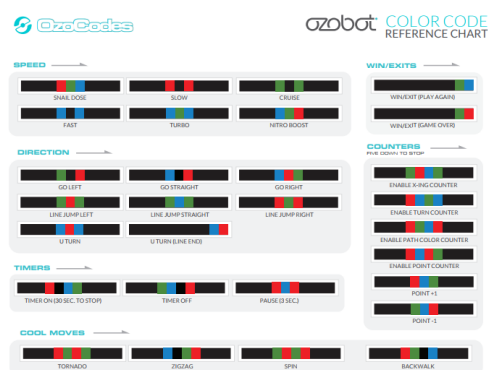 OzoCodes
ozobot COLOR CODE
REFERENCE CHART
SPEED
SNAIL DOSE SLOW CRUISE
FAST TURBO NITRO BOOST
WIN/EXITS
WIN/EXIT (PLAY AGAIN)
WIN/EXIT (GAME OVER)
DIRECTION
GO LEFT GO STRAIGHT GO RIGHT
LINE JUMP LEFT LINE JUMP STRAIGHT LINE JUMP RIGHT
U TURN U TURN (LINE END)
COUNTERS
FIVE DOWN TO STOP
ENABLE X-ING COUNTER
ENABLE TURN COUNTER
ENABLE PATH COLOR COUNTER
ENABLE POINT COUNTER
POINT +1
POINT -1
TIMERS
TIMER ON (30 SEC. TO STOP) TIMER OFF PAUSE (3 SEC.)
COOL MOVES
TORNADO ZIGZAG SPIN BACKWALK